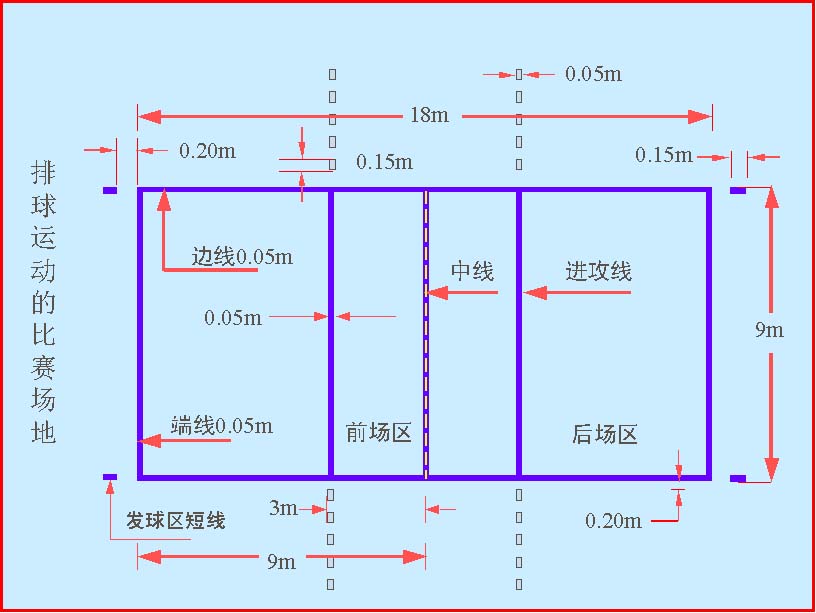 排球运动的比赛场地
0.05m
18m
0.20m
0.15m
0.15m
边线0.05m
中线
进攻线
0.05m
9m
端线0.05m
前场区
后场区
3m
发球区短线
0.20m
9m